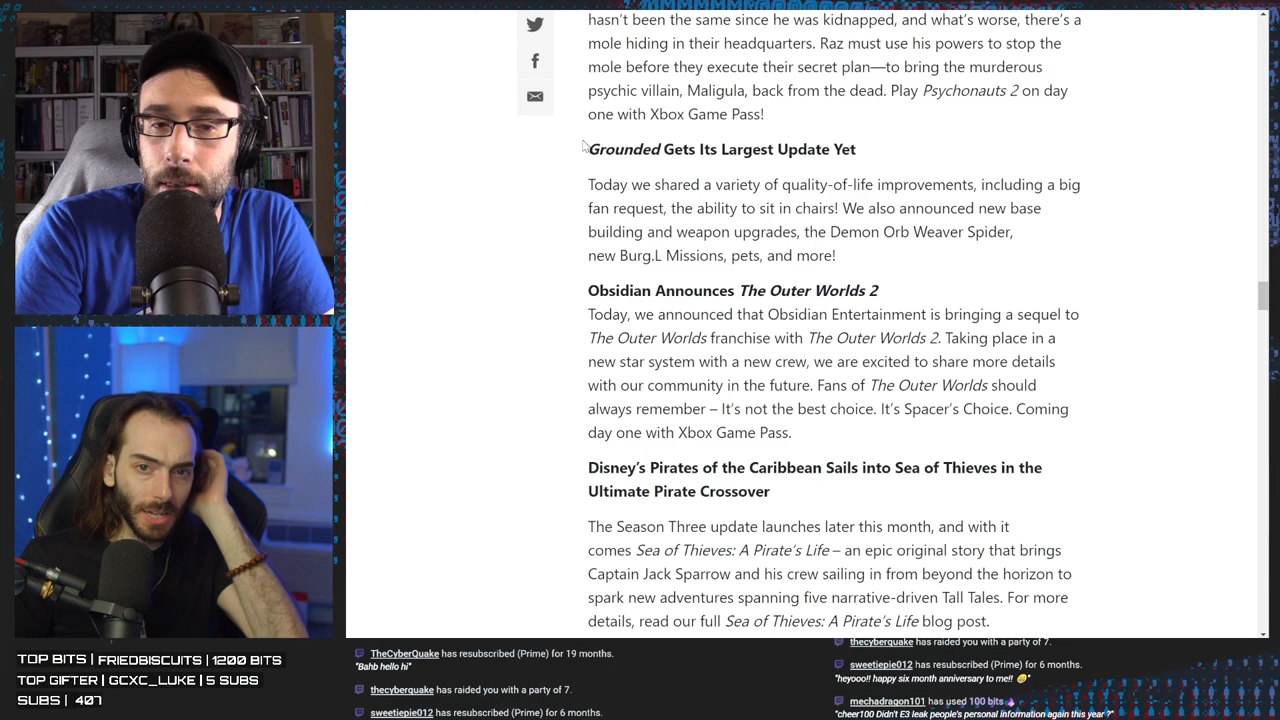 hasn't been the same since he was kidnapped, and what's worse, there's a
mole hiding in their headquarters. Raz must use his powers to stop the
mole before they execute their secret plan—to bring the murderous
psychic villain, Maligula, back from the dead. Play Psychonauts 2 on day
one with Xbox Game Pass!
Grounded Gets Its Largest Update Yet
Today we shared a variety of quality-of-life improvements, including a big
fan request, the ability to sit in chairs! We also announced new base
building and weapon upgrades, the Demon Orb Weaver Spider,
new Burg.L Missions, pets, and more!
Obsidian Announces The Outer Worlds 2
Today, we announced that Obsidian Entertainment is bringing a sequel to
The Outer Worlds franchise with The Outer Worlds 2. Taking place in a
new star system with a new crew, we are excited to share more details
with our community in the future. Fans of The Outer Worlds should
always remember – It's not the best choice. It's Spacer's Choice. Coming
day one with Xbox Game Pass.
Disney's Pirates of the Caribbean Sails into Sea of Thieves in the
Ultimate Pirate Crossover
The Season Three update launches later this month, and with it
comes Sea of Thieves: A Pirate's Life – an epic original story that brings
Captain Jack Sparrow and his crew sailing in from beyond the horizon to
spark new adventures spanning five narrative-driven Tall Tales. For more
details, read our full Sea of Thieves: A Pirate's Life blog post.
TOP BITS | FRIEDBISCUITS | 1200 BITS
TOP GIFTER | GCXC_LUKE | 5 SUBS
SUBS | 407
TheCyberQuake has resubscribed (Prime) for 19 months.
"Bahb hello hi"
thecyberquake has raided you with a party of 7.
sweetiepie012 has resubscribed (Prime) for 6 months.
thecyberquake has raided you with a party of 7.
sweetiepie012 has resubscribed (Prime) for 6 months.
"heyooo!! happy six month anniversary to me!!
mechadragon101 has used 100 bits
"cheer100 Didn't E3 leak people's personal information again this year ?"